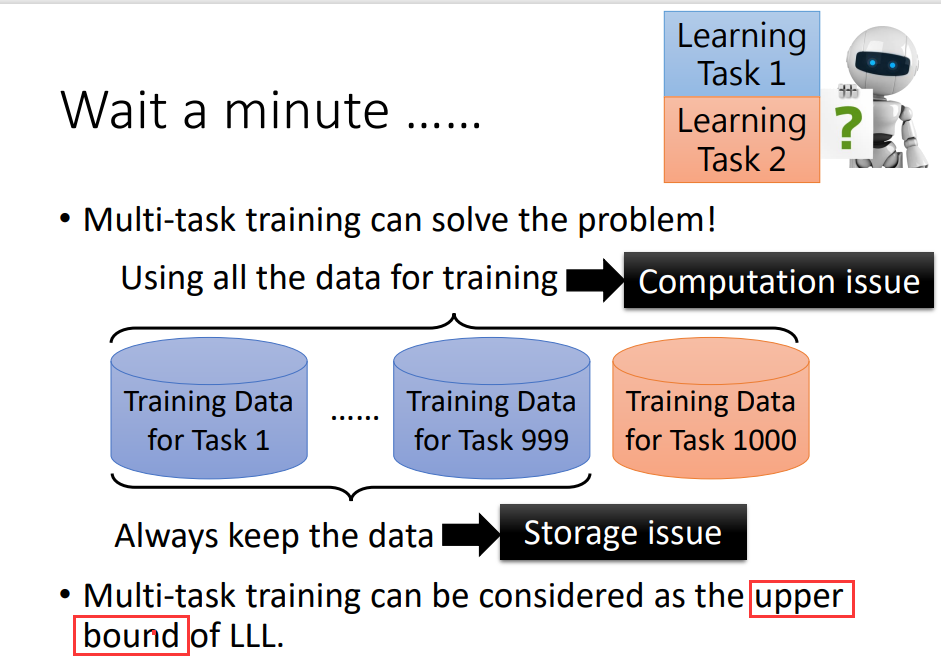 Learning
Task 1
Learning
Task 2
?
Wait a minute ……
• Multi-task training can solve the problem!
Using all the data for training
Computation issue
Training Data
for Task 1
……
Training Data
for Task 999
Training Data
for Task 1000
Always keep the data
Storage issue
• Multi-task training can be considered as the upper
bound of LLL.